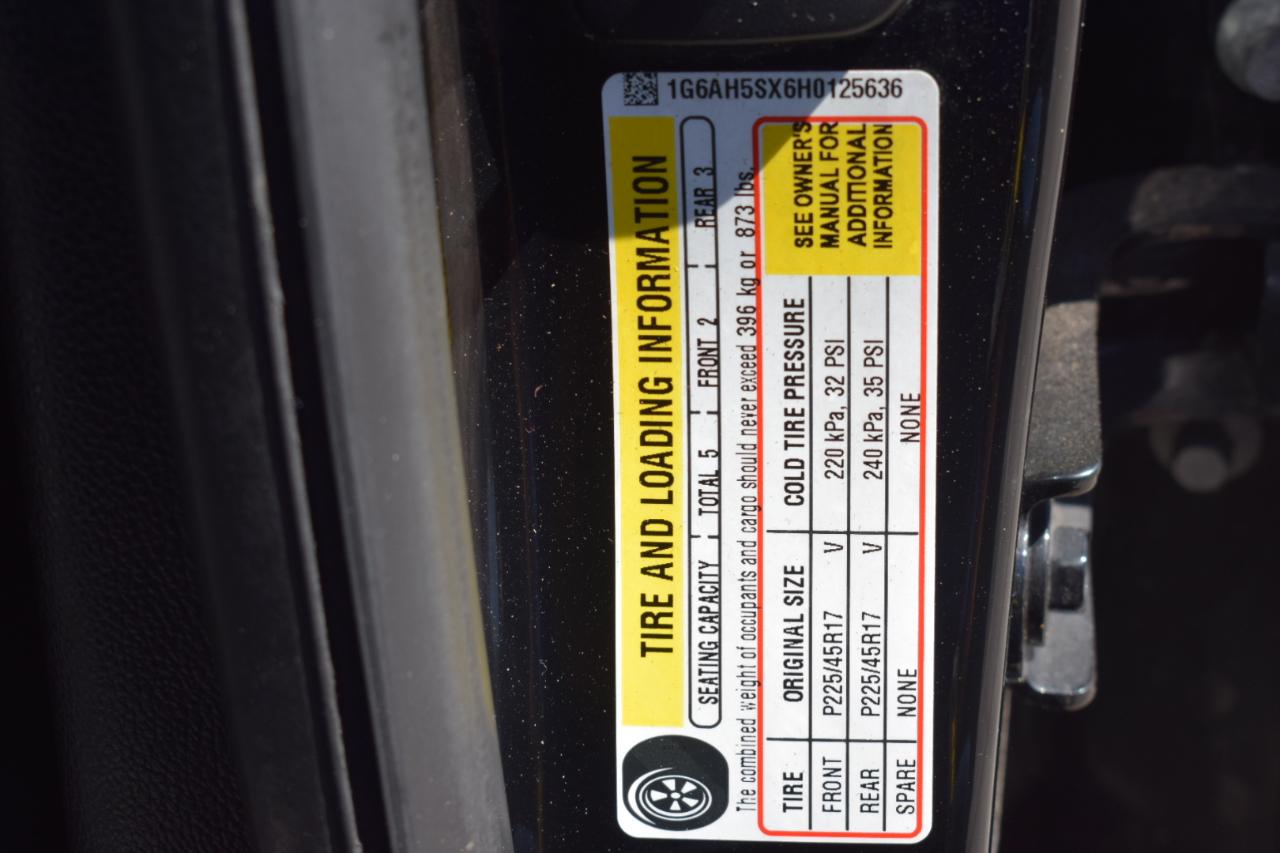 1G6AH5SX6H0125636
TIRE AND LOADING INFORMATION
SEATING CAPACITY TOTAL 5 FRONT 2 REAR 3
The combined weight of occupants and cargo should never exceed 396 kg or 873 lbs.
TIRE ORIGINAL SIZE COLD TIRE PRESSURE
FRONT P225/45R17 V 220 kPa, 32 PSI
REAR P225/45R17 V 240 kPa, 35 PSI
SPARE NONE NONE
SEE OWNER'S
MANUAL FOR
ADDITIONAL
INFORMATION